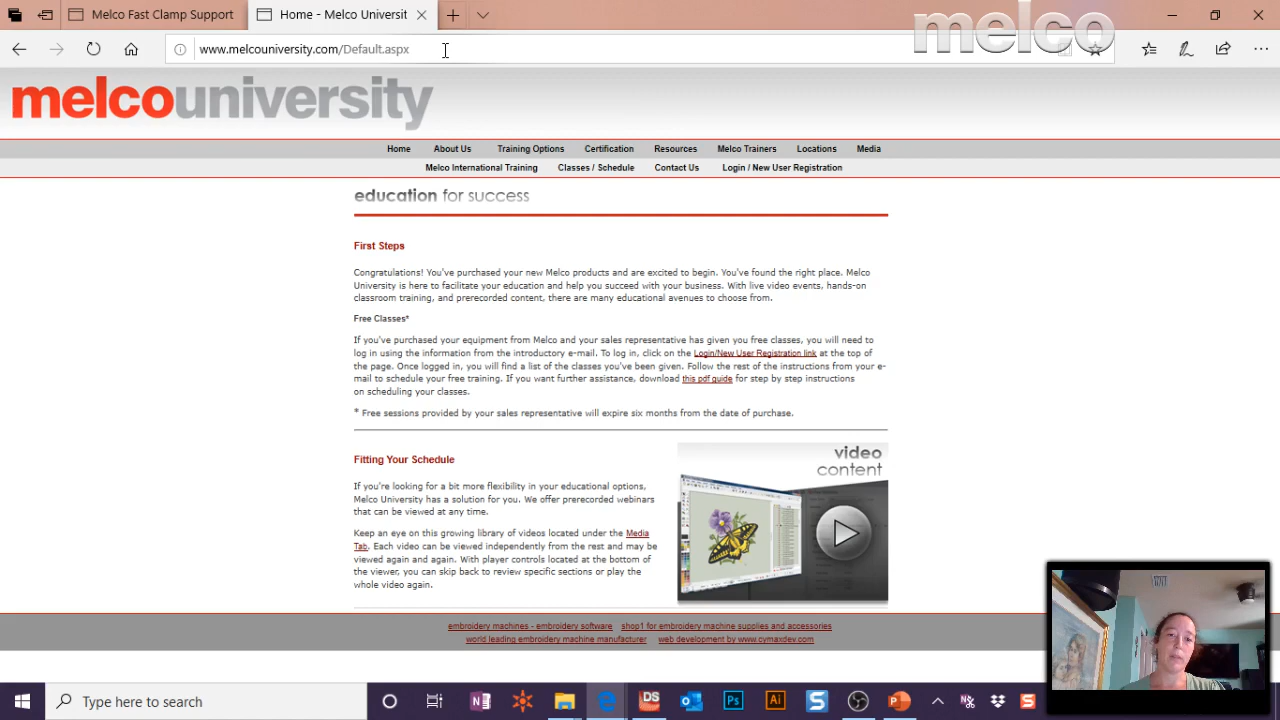 Melco Fast Clamp Support
Home - Melco Universit
melco
www.melcouniversity.com/Default.aspx
melcouniversity
Home About Us Training Options Certification Resources Melco Trainers Locations Media
Melco International Training Classes / Schedule Contact Us Login / New User Registration
education for success
First Steps
Congratulations! You've purchased your new Melco products and are excited to begin. You've found the right place. Melco
University is here to facilitate your education and help you succeed with your business. With live video events, hands-on
classroom training, and prerecorded content, there are many educational avenues to choose from.
Free Classes*
If you've purchased your equipment from Melco and your sales representative has given you free classes, you will need to
log in using the information from the introductory e-mail. To log in, click on the Login/New User Registration link at the top of
the page. Once logged in, you will find a list of the classes you've been given. Follow the rest of the instructions from your e-
mail to schedule your free training. If you want further assistance, download this pdf guide for step by step instructions
on scheduling your classes.
* Free sessions provided by your sales representative will expire six months from the date of purchase.
Fitting Your Schedule
If you're looking for a bit more flexibility in your educational options,
Melco University has a solution for you. We offer prerecorded webinars
that can be viewed at any time.
Keep an eye on this growing library of videos located under the Media
Tab. Each video can be viewed independently from the rest and may be
viewed again and again. With player controls located at the bottom of
the viewer, you can skip back to review specific sections or play the
whole video again.
video
content
embroidery machines - embroidery software shop1 for embroidery machine supplies and accessories
world leading embroidery machine manufacturer web development by www.cymaxdev.com
Type here to search
N
DS
Ps
Ai
S
P
S